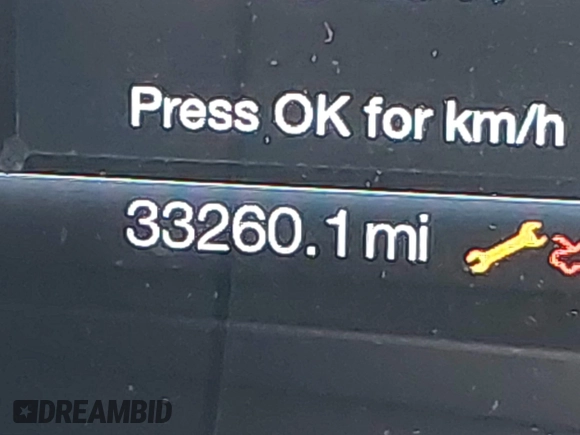 Press OK for km/h
33260.1 mi
DREAMBID